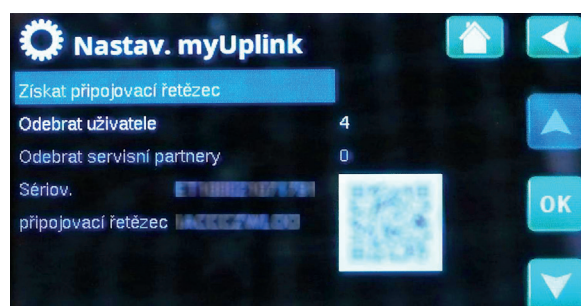 Nastav. myUplink
Získat připojovací řetězec
Odebrat uživatele 4
Odebrat servisní partnery 0
Sériov.
připojovací řetězec
OK